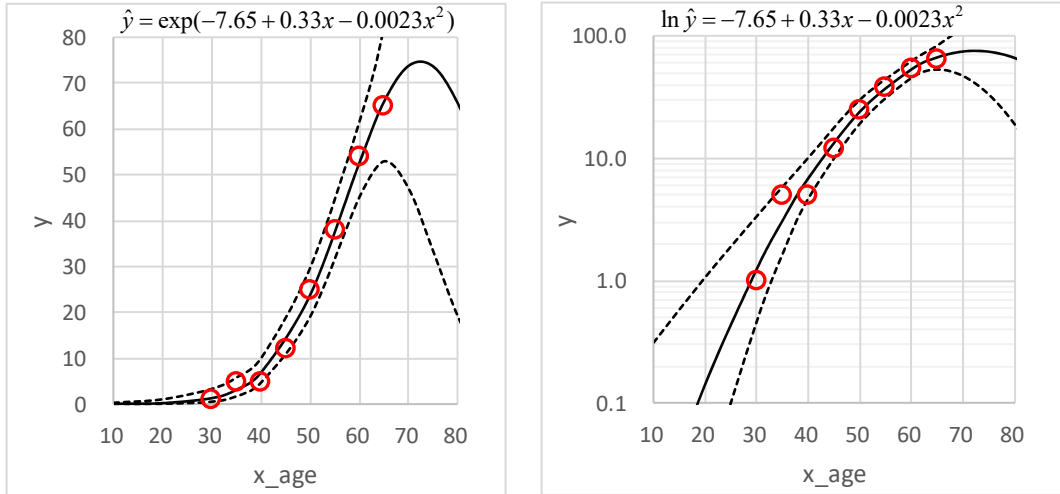 ŷ = exp(−7.65 + 0.33x − 0.0023x²)
80
70
60
50
40
30
20
10
0
y
10 20 30 40 50 60 70 80
x_age
ln ŷ = −7.65 + 0.33x − 0.0023x²
100.0
10.0
1.0
0.1
y
10 20 30 40 50 60 70 80
x_age